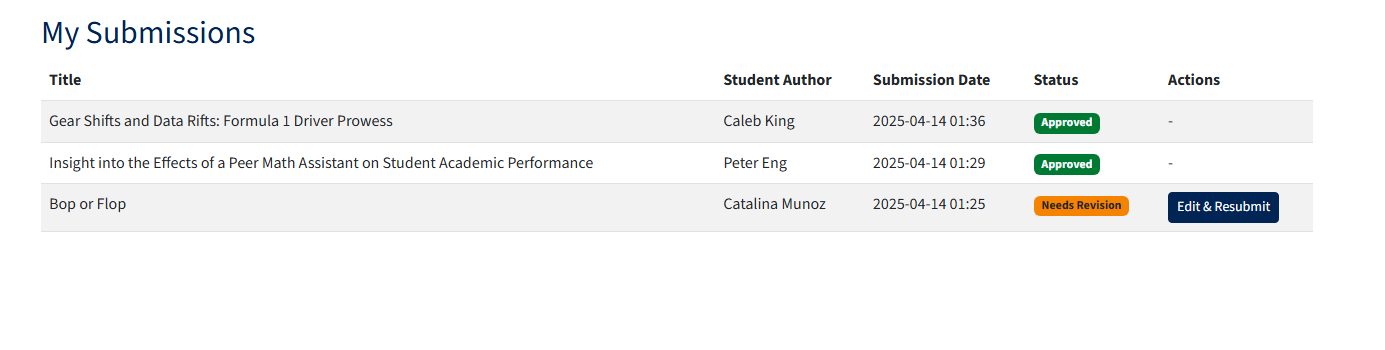 My Submissions
Title Student Author Submission Date Status Actions
Gear Shifts and Data Rifts: Formula 1 Driver Prowess Caleb King 2025-04-14 01:36 Approved -
Insight into the Effects of a Peer Math Assistant on Student Academic Performance Peter Eng 2025-04-14 01:29 Approved -
Bop or Flop Catalina Munoz 2025-04-14 01:25 Needs Revision Edit & Resubmit